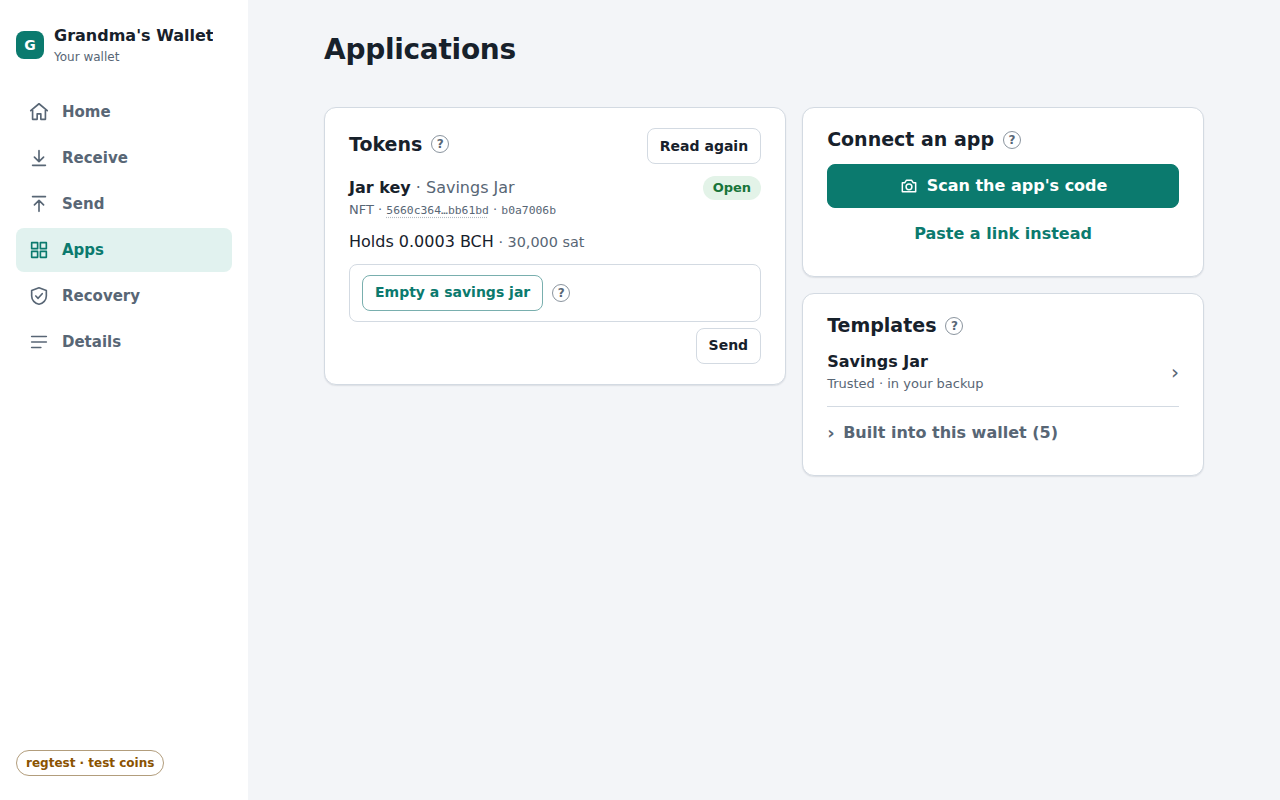 G
Grandma's Wallet
Your wallet
Home
Receive
Send
Apps
Recovery
Details
regtest · test coins
Applications
Tokens ?
Read again
Jar key · Savings Jar
Open
NFT · 5660c364…bb61bd · b0a7006b
Holds 0.0003 BCH · 30,000 sat
Empty a savings jar ?
Send
Connect an app ?
Scan the app's code
Paste a link instead
Templates ?
Savings Jar
Trusted · in your backup
›
› Built into this wallet (5)